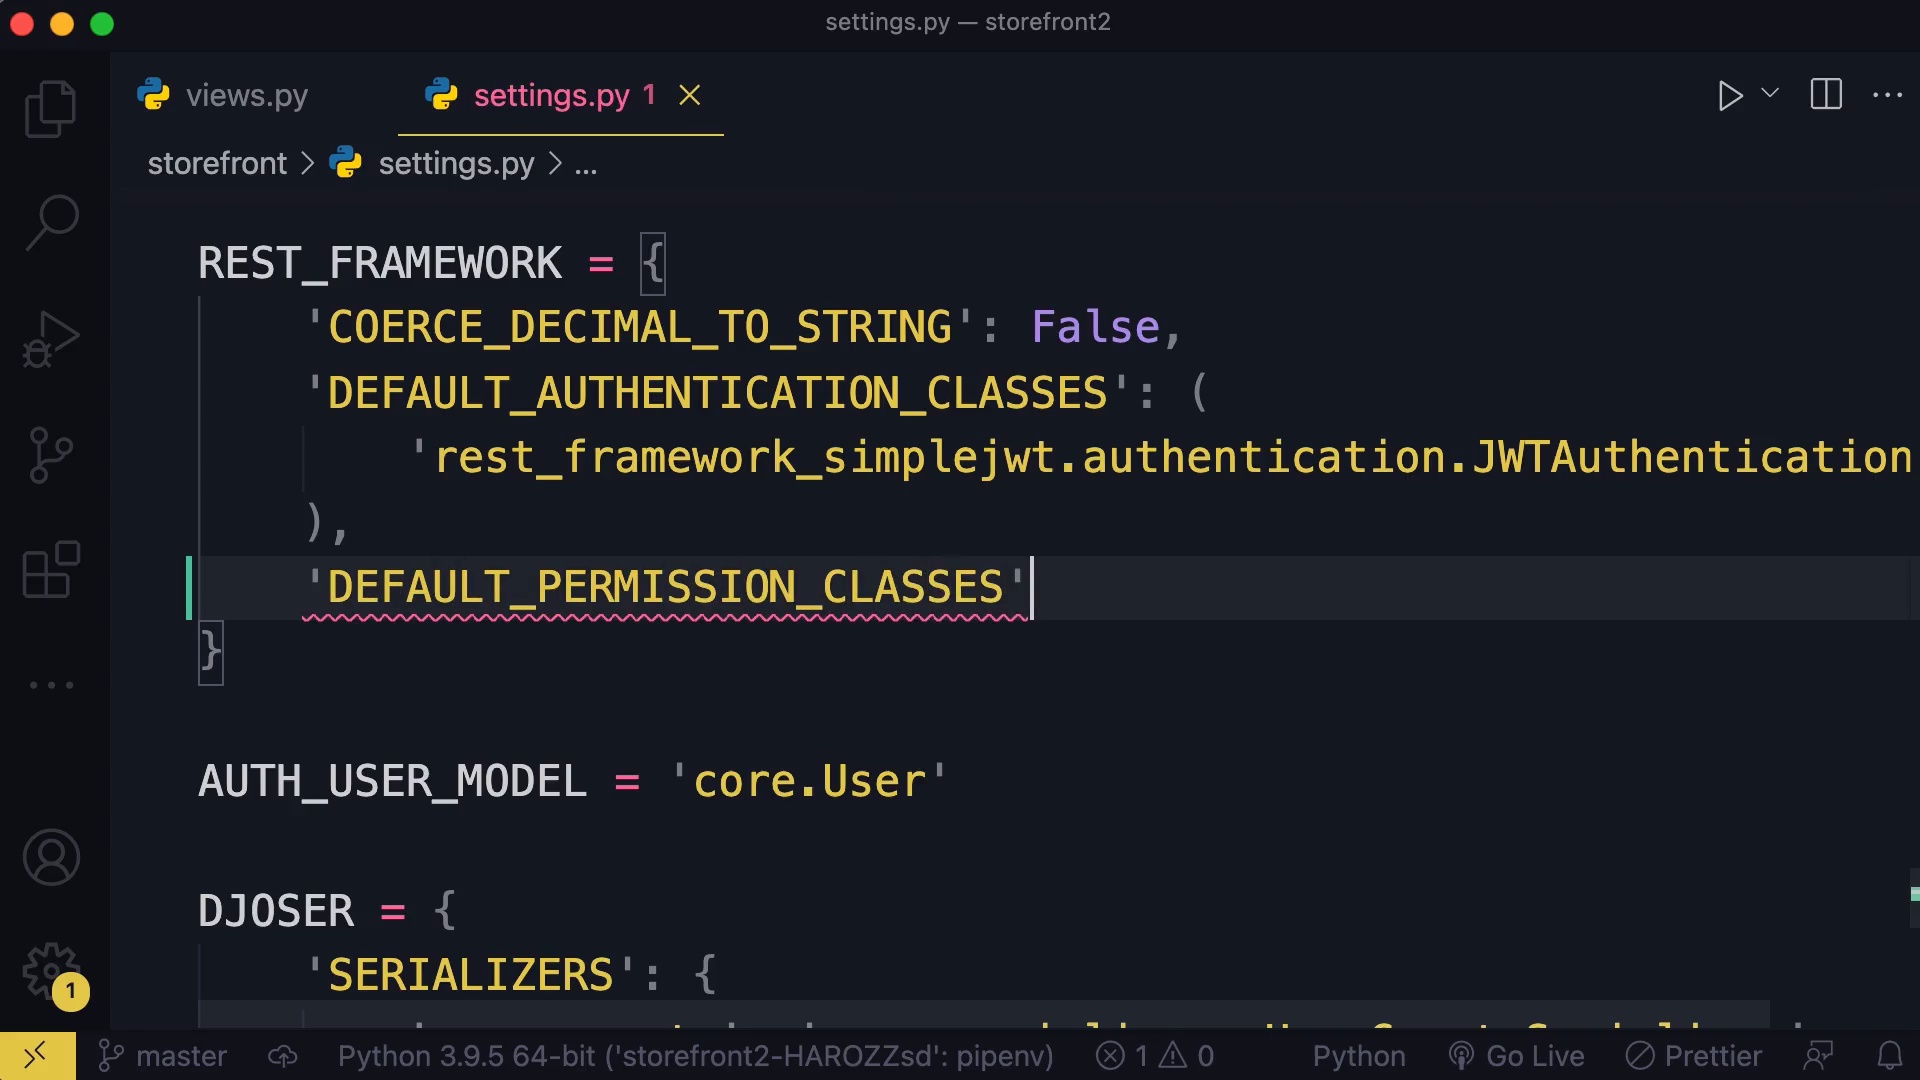 settings.py — storefront2
views.py
settings.py 1
storefront > settings.py > ...
REST_FRAMEWORK = {
'COERCE_DECIMAL_TO_STRING': False,
'DEFAULT_AUTHENTICATION_CLASSES': (
'rest_framework_simplejwt.authentication.JWTAuthentication
),
'DEFAULT_PERMISSION_CLASSES'
}
AUTH_USER_MODEL = 'core.User'
DJOSER = {
'SERIALIZERS': {
1
master
Python 3.9.5 64-bit ('storefront2-HAROZZsd': pipenv)
1
0
Python
Go Live
Prettier